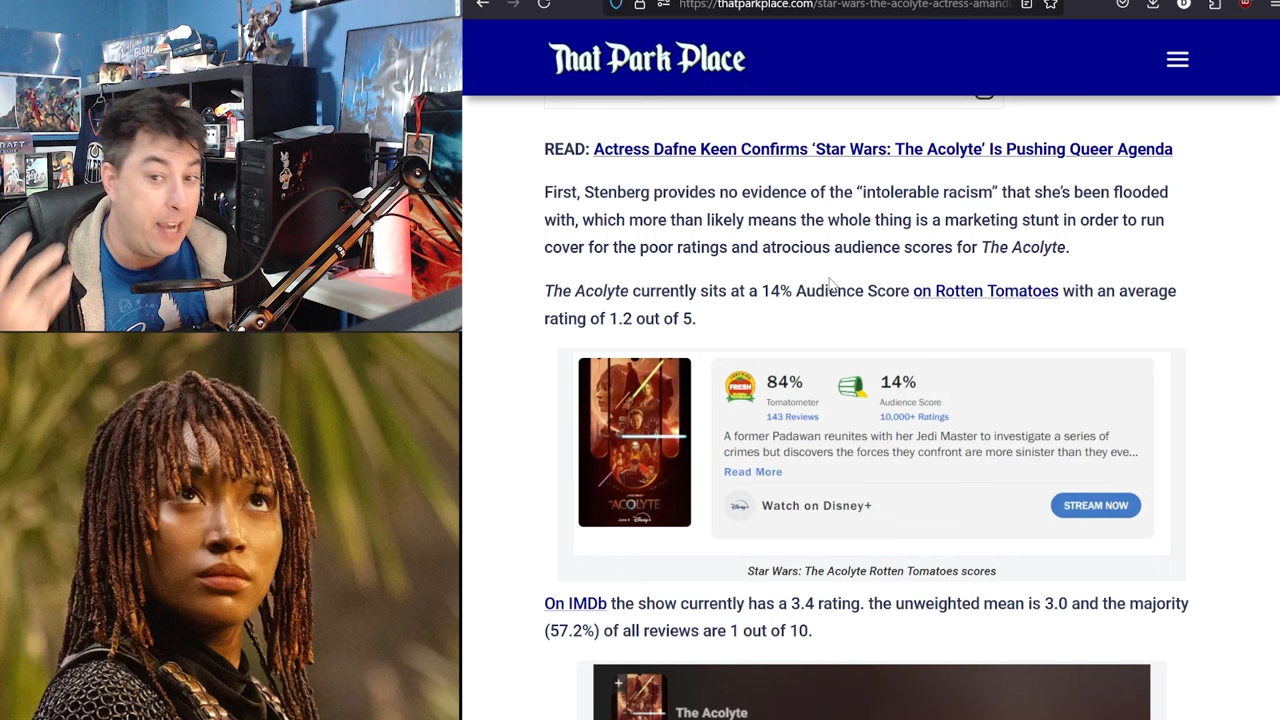 https://thatparkplace.com/star-wars-the-acolyte-actress-amandl
That Park Place
READ: Actress Dafne Keen Confirms ‘Star Wars: The Acolyte’ Is Pushing Queer Agenda
First, Stenberg provides no evidence of the “intolerable racism” that she’s been flooded
with, which more than likely means the whole thing is a marketing stunt in order to run
cover for the poor ratings and atrocious audience scores for The Acolyte.
The Acolyte currently sits at a 14% Audience Score on Rotten Tomatoes with an average
rating of 1.2 out of 5.
84%
Tomatometer
143 Reviews
14%
Audience Score
10,000+ Ratings
FRESH
A former Padawan reunites with her Jedi Master to investigate a series of
crimes but discovers the forces they confront are more sinister than they eve...
Read More
ACOLYTE
Disney+
Watch on Disney+
STREAM NOW
Star Wars: The Acolyte Rotten Tomatoes scores
On IMDb the show currently has a 3.4 rating. the unweighted mean is 3.0 and the majority
(57.2%) of all reviews are 1 out of 10.
The Acolyte
GLORY